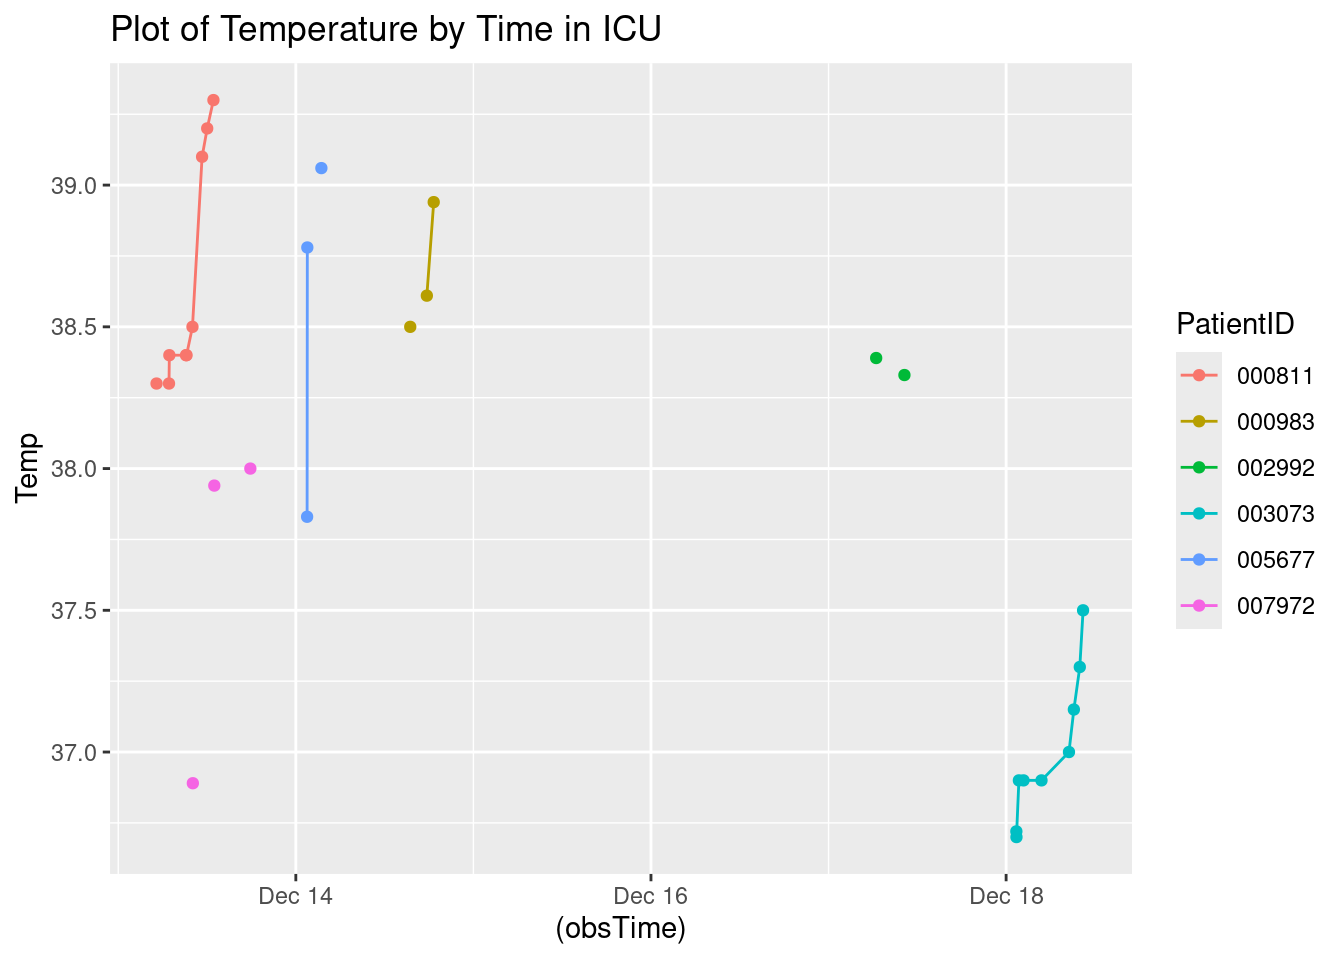 Plot of Temperature by Time in ICU
39.0
38.5
38.0
37.5
37.0
Temp
Dec 14
Dec 16
Dec 18
(obsTime)
PatientID
000811
000983
002992
003073
005677
007972